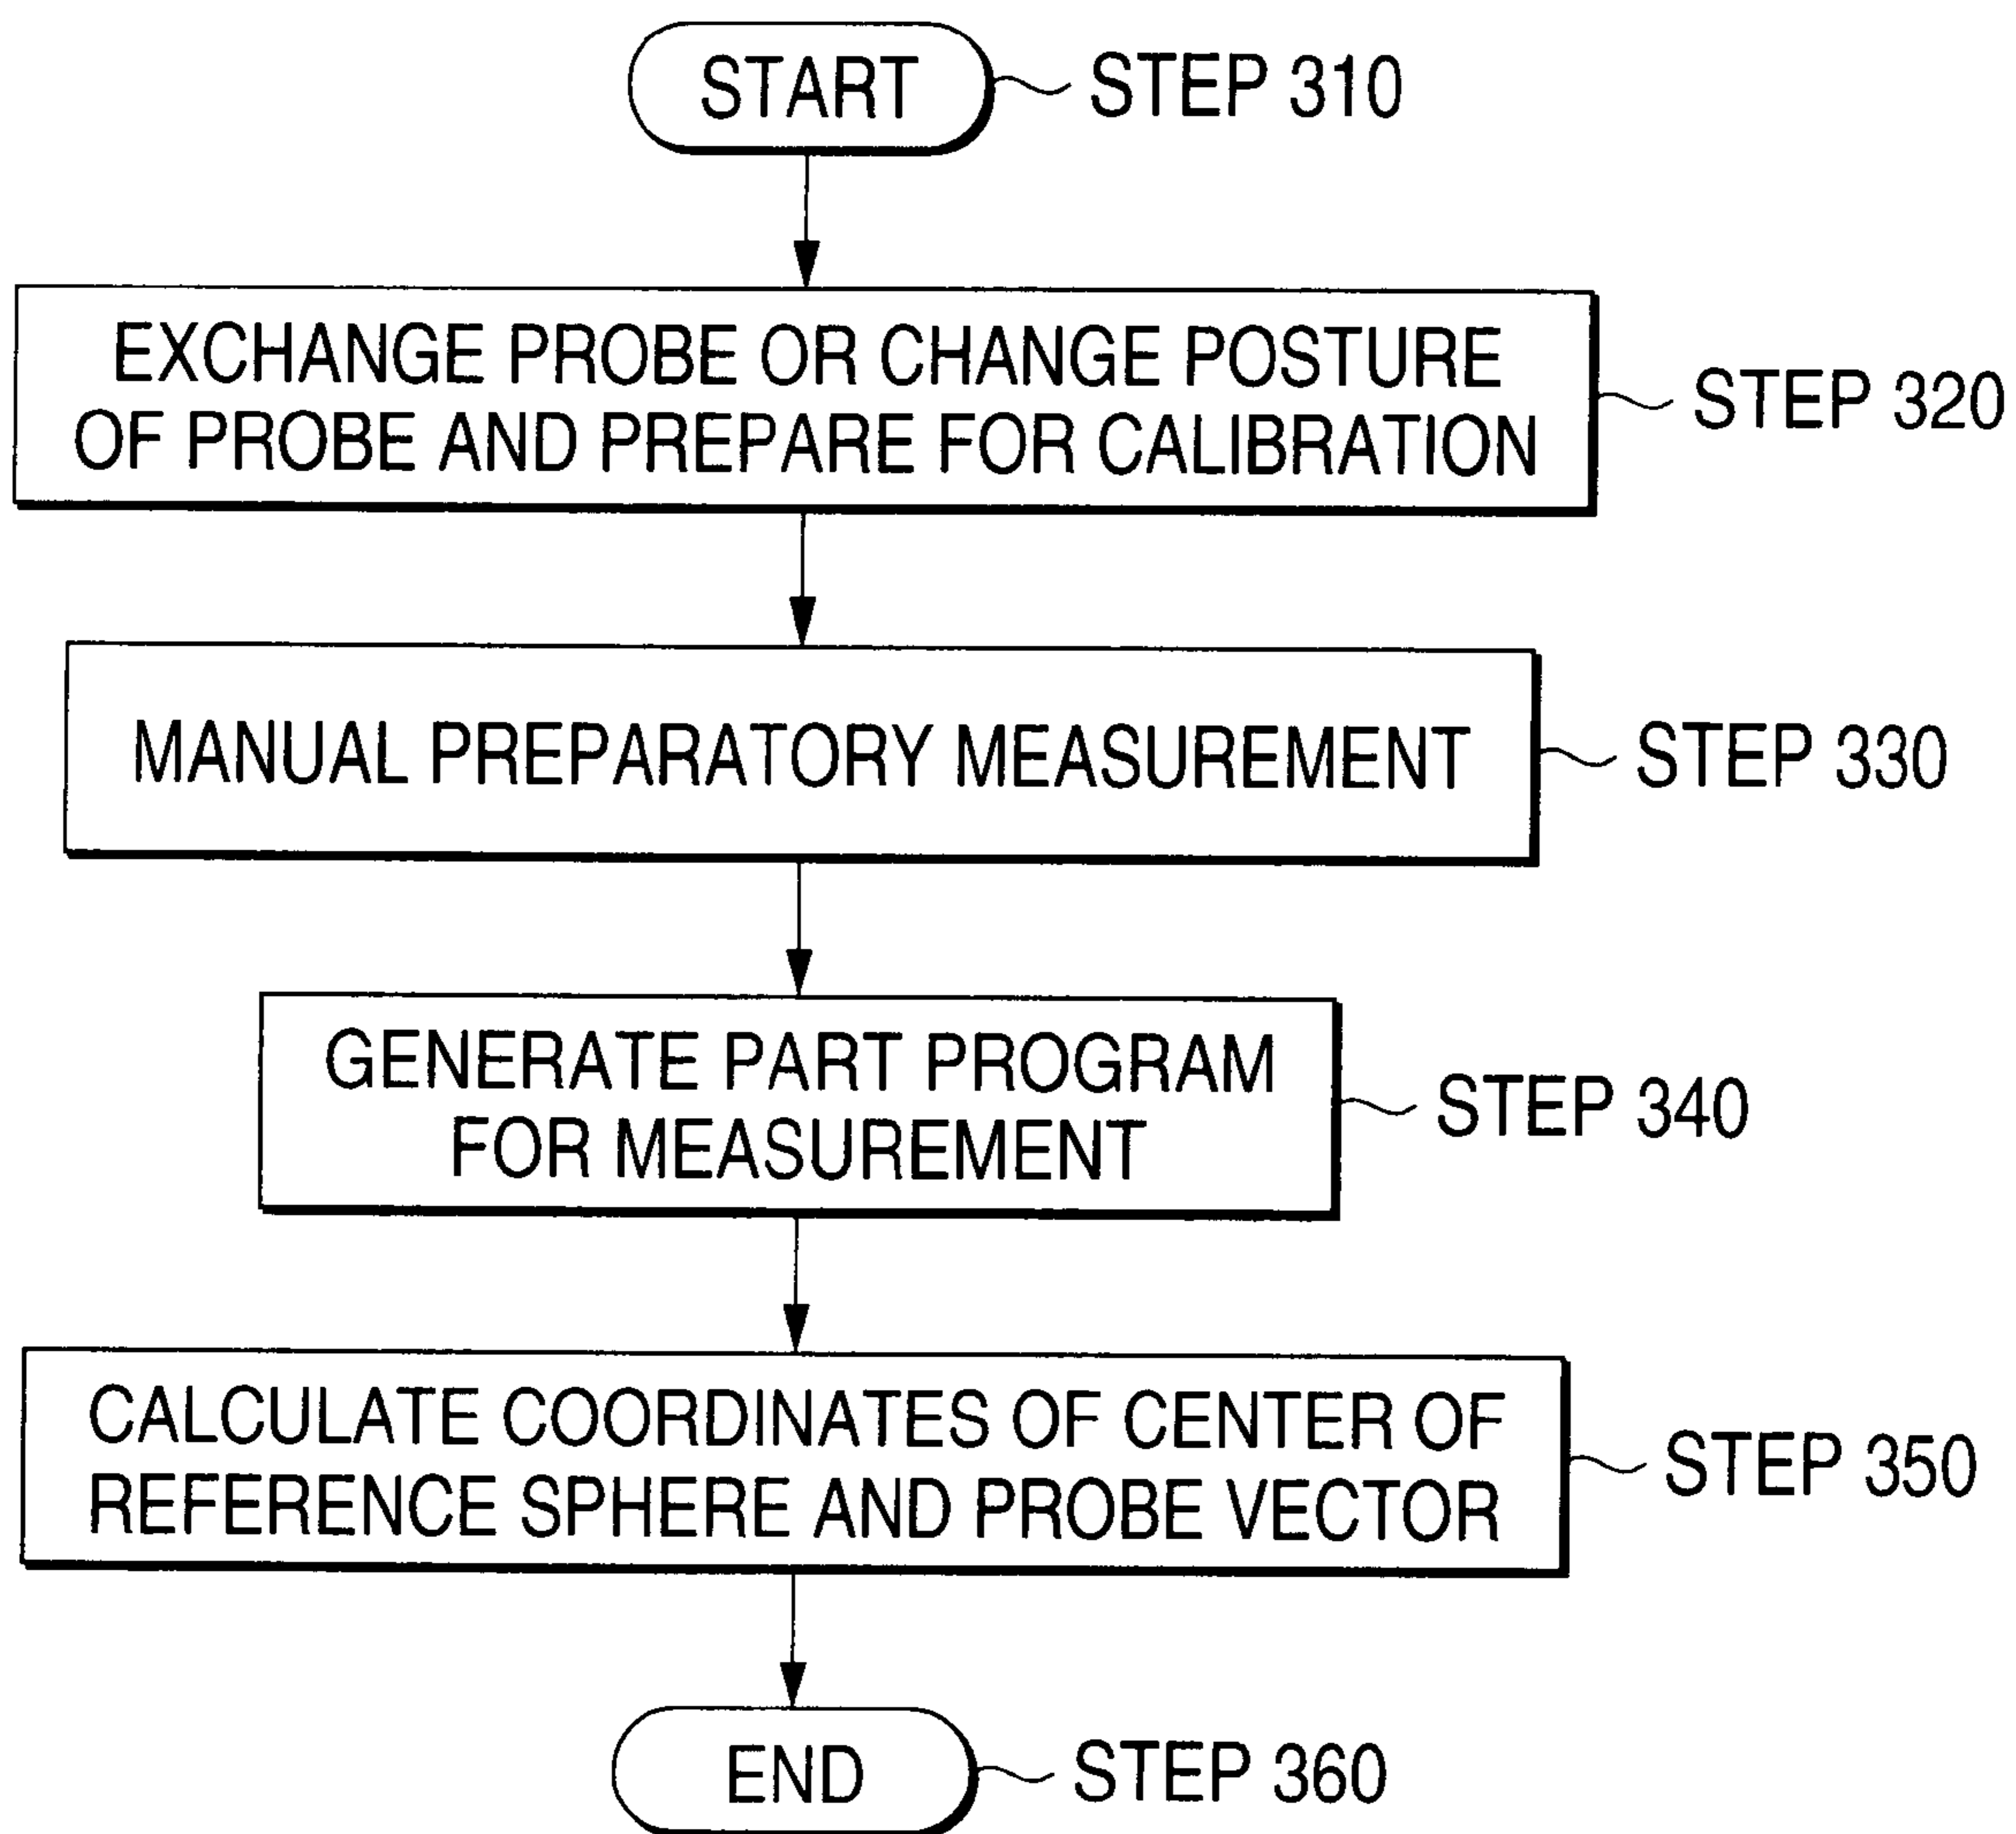 START
STEP 310
EXCHANGE PROBE OR CHANGE POSTURE
OF PROBE AND PREPARE FOR CALIBRATION
STEP 320
MANUAL PREPARATORY MEASUREMENT
STEP 330
GENERATE PART PROGRAM
FOR MEASUREMENT
STEP 340
CALCULATE COORDINATES OF CENTER OF
REFERENCE SPHERE AND PROBE VECTOR
STEP 350
END
STEP 360